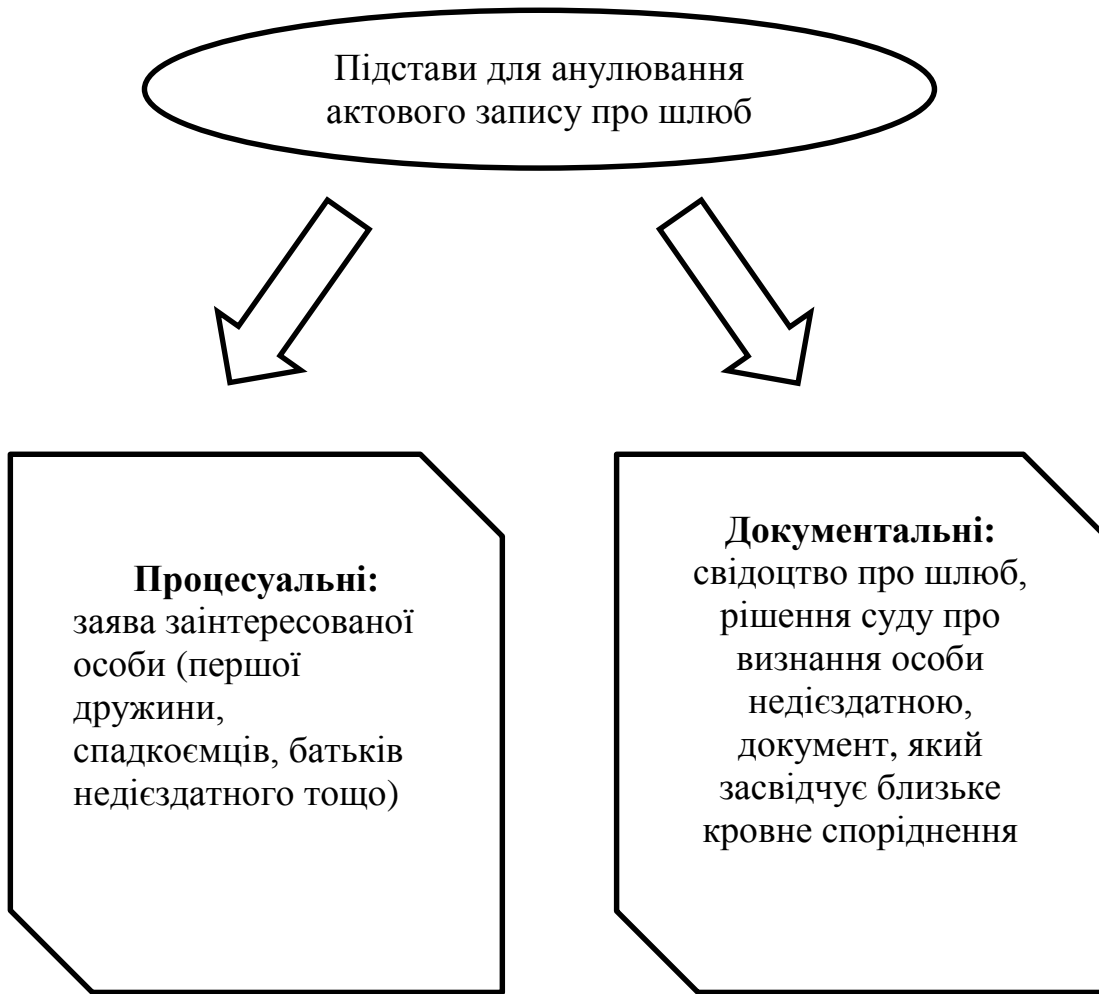 Підстави для анулювання
актового запису про шлюб
Процесуальні:
заява заінтересованої
особи (першої
дружини,
спадкоємців, батьків
недієздатного тощо)
Документальні:
свідоцтво про шлюб,
рішення суду про
визнання особи
недієздатною,
документ, який
засвідчує близьке
кровне споріднення